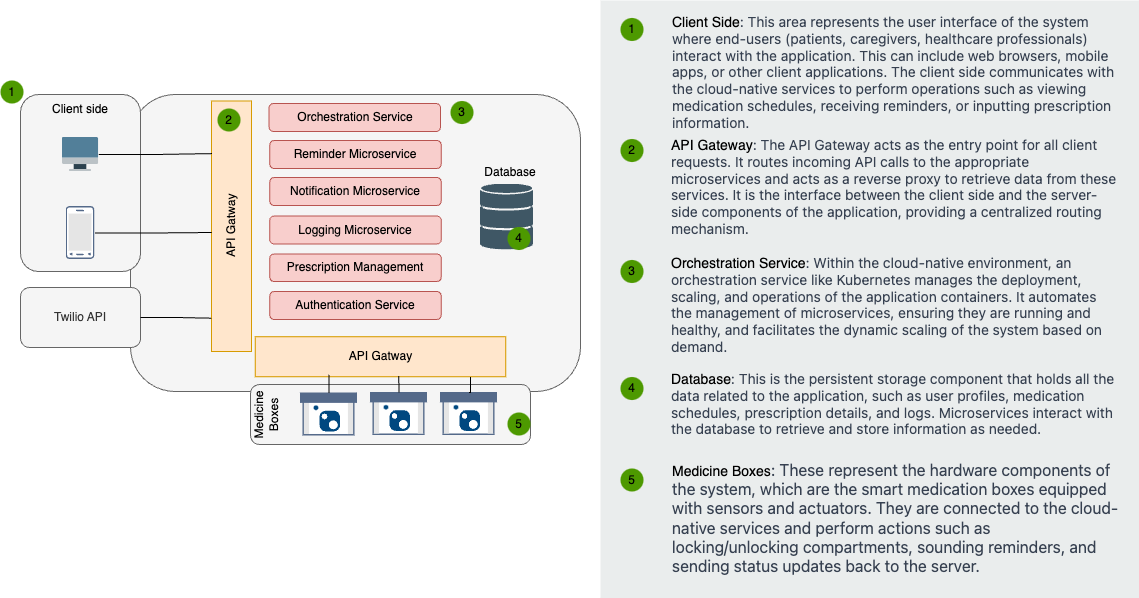 1
Client side
Twilio API
2
API Gatway
3
Orchestration Service
Reminder Microservice
Notification Microservice
Logging Microservice
Prescription Management
Authentication Service
Database
4
API Gatway
Medicine
Boxes
5
1
Client Side: This area represents the user interface of the system
where end-users (patients, caregivers, healthcare professionals)
interact with the application. This can include web browsers, mobile
apps, or other client applications. The client side communicates with
the cloud-native services to perform operations such as viewing
medication schedules, receiving reminders, or inputting prescription
information.
2
API Gateway: The API Gateway acts as the entry point for all client
requests. It routes incoming API calls to the appropriate
microservices and acts as a reverse proxy to retrieve data from these
services. It is the interface between the client side and the server-
side components of the application, providing a centralized routing
mechanism.
3
Orchestration Service: Within the cloud-native environment, an
orchestration service like Kubernetes manages the deployment,
scaling, and operations of the application containers. It automates
the management of microservices, ensuring they are running and
healthy, and facilitates the dynamic scaling of the system based on
demand.
4
Database: This is the persistent storage component that holds all the
data related to the application, such as user profiles, medication
schedules, prescription details, and logs. Microservices interact with
the database to retrieve and store information as needed.
5
Medicine Boxes: These represent the hardware components of
the system, which are the smart medication boxes equipped
with sensors and actuators. They are connected to the cloud-
native services and perform actions such as
locking/unlocking compartments, sounding reminders, and
sending status updates back to the server.